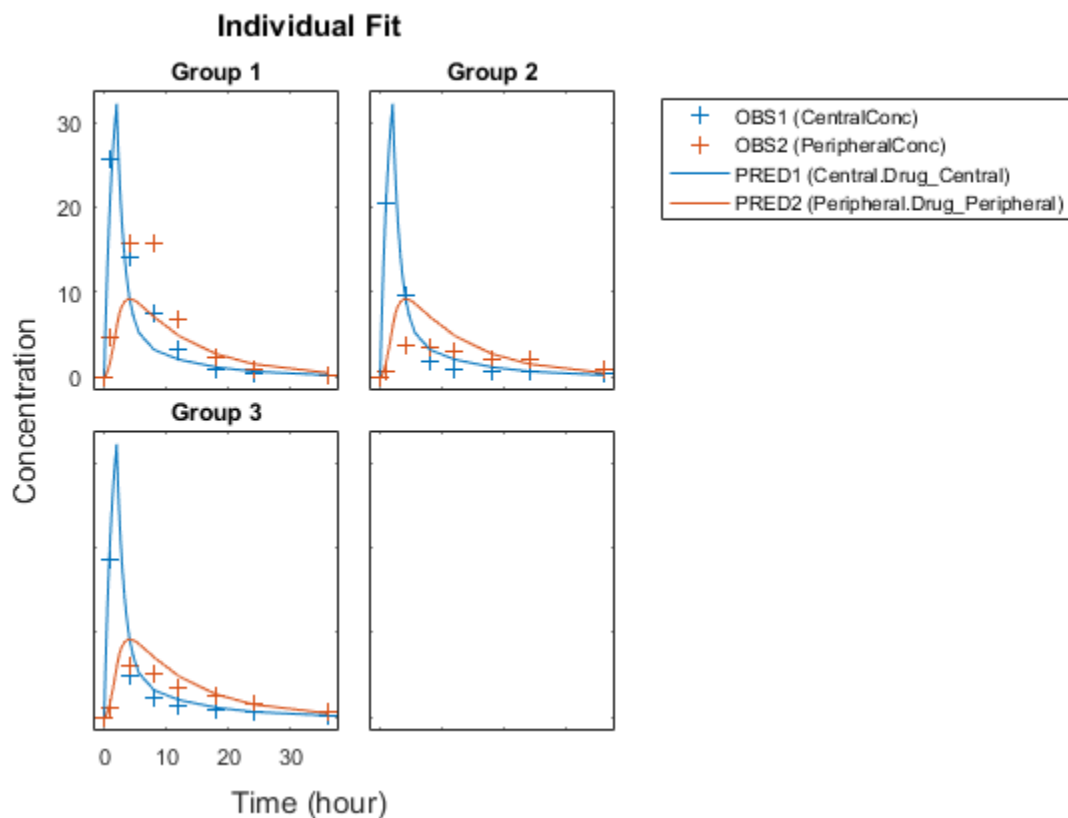 Individual Fit
Group 1
Group 2
OBS1 (CentralConc)
OBS2 (PeripheralConc)
PRED1 (Central.Drug_Central)
PRED2 (Peripheral.Drug_Peripheral)
30
20
10
0
Group 3
Concentration
0 10 20 30
Time (hour)